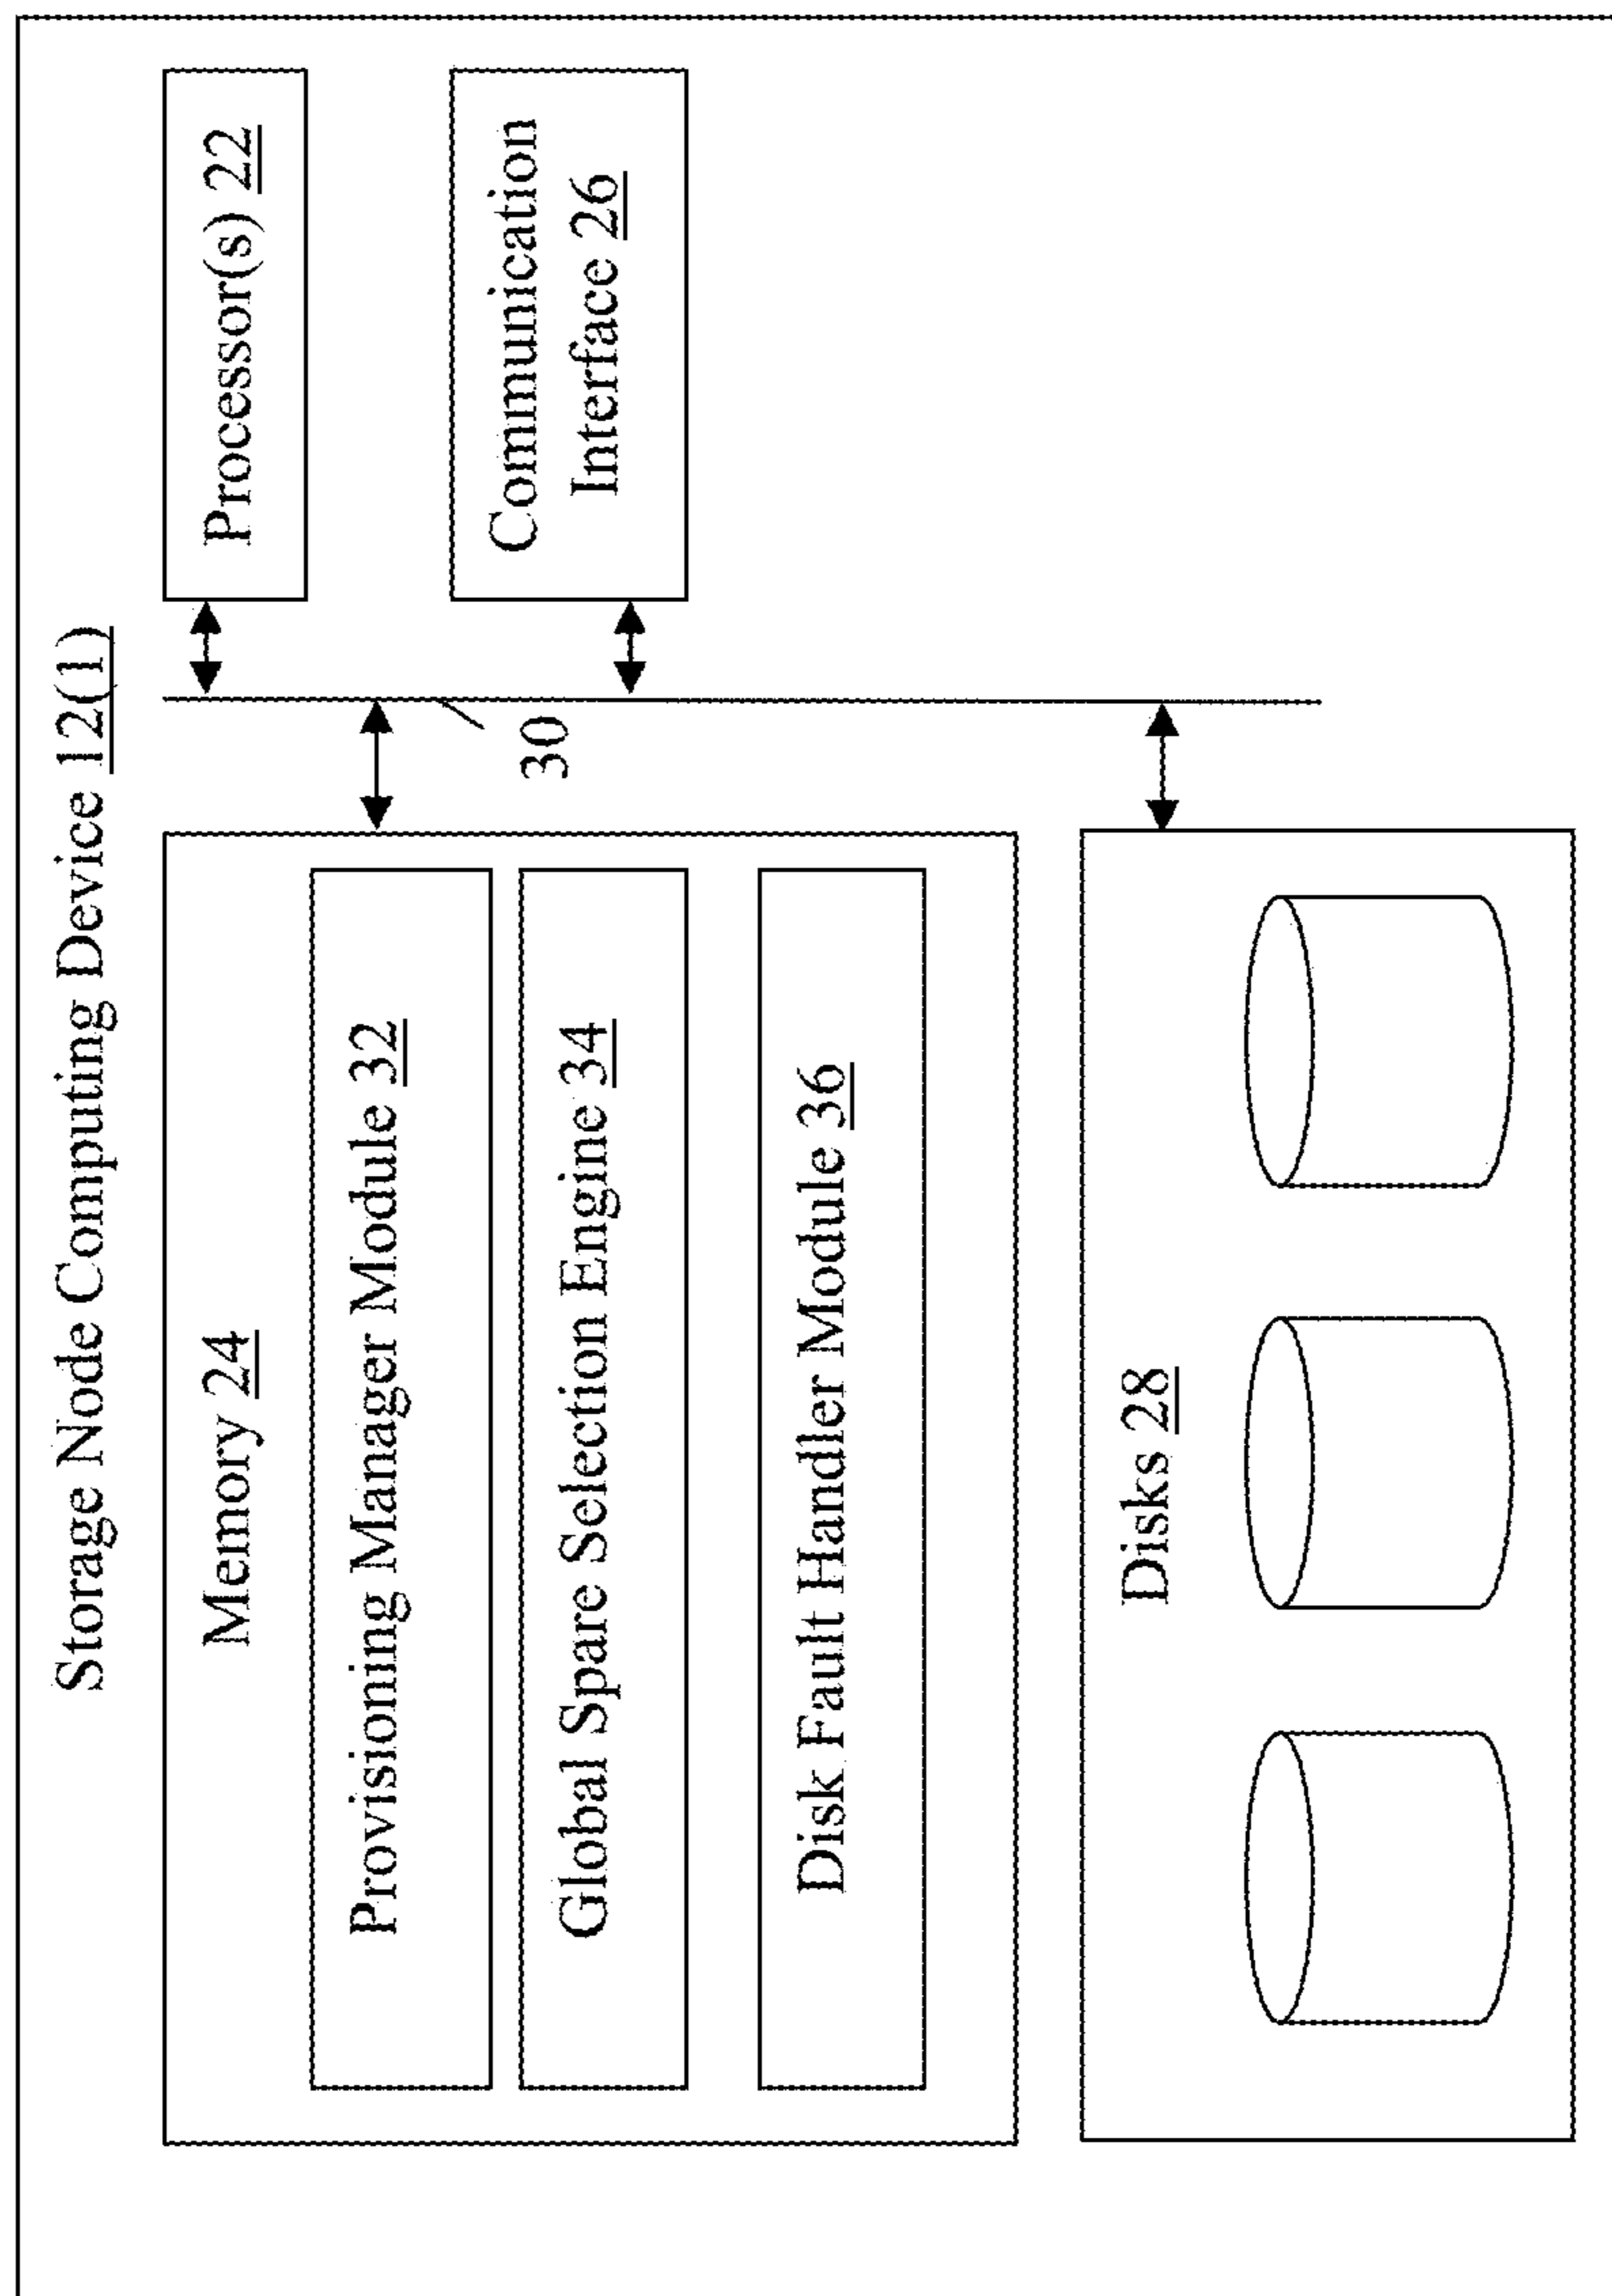 Storage Node Computing Device 12(1)
Memory 24
Provisioning Manager Module 32
Global Spare Selection Engine 34
Disk Fault Handler Module 36
Disks 28
30
Processor(s) 22
Communication
Interface 26